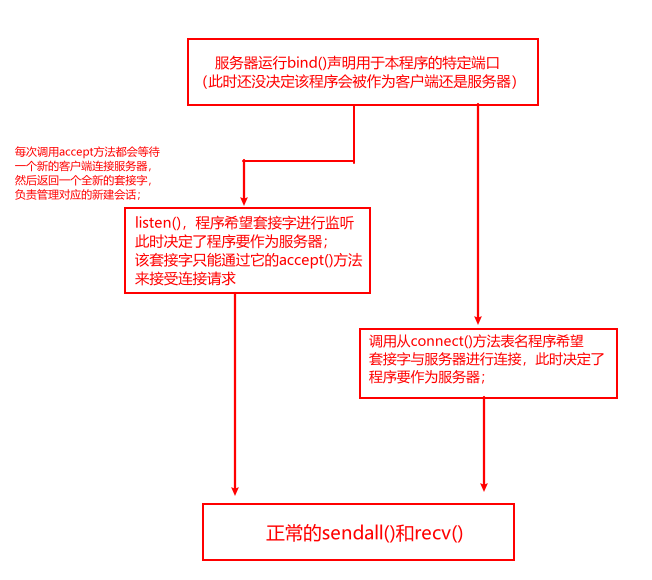 服务器运行bind()声明用于本程序的特定端口
（此时还没决定该程序会被作为客户端还是服务器）
每次调用accept方法都会等待
一个新的客户端连接服务器，
然后返回一个全新的套接字，
负责管理对应的新建会话；
listen()，程序希望套接字进行监听
此时决定了程序要作为服务器；
该套接字只能通过它的accept()方法
来接受连接请求
调用从connect()方法表名程序希望
套接字与服务器进行连接，此时决定了
程序要作为服务器；
正常的sendall()和recv()